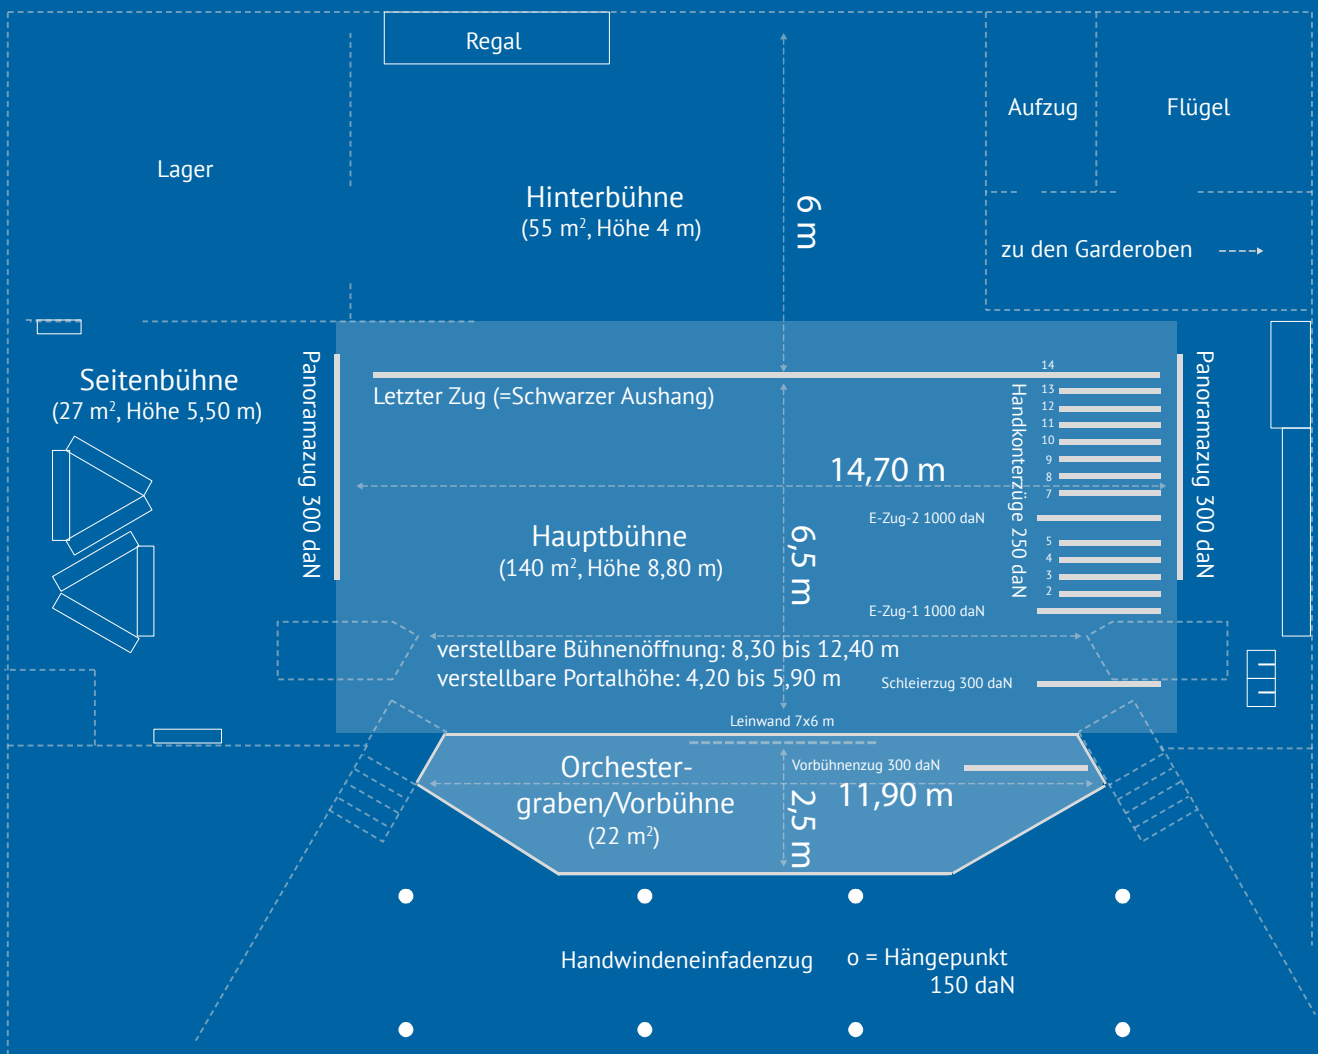 Regal
Aufzug
Flügel
Lager
Hinterbühne
(55 m², Höhe 4 m)
6 m
zu den Garderoben
Seitenbühne
(27 m², Höhe 5,50 m)
Panoramazug 300 daN
Letzter Zug (=Schwarzer Aushang)
14
13
12
11
10
9
8
7
Handkonterzüge 250 daN
Panoramazug 300 daN
14,70 m
E-Zug-2 1000 daN
Hauptbühne
(140 m², Höhe 8,80 m)
6,5 m
5
4
3
2
E-Zug-1 1000 daN
verstellbare Bühnenöffnung: 8,30 bis 12,40 m
verstellbare Portalhöhe: 4,20 bis 5,90 m
Schleierzug 300 daN
Leinwand 7x6 m
Orchester-
graben/Vorbühne
(22 m²)
Vorbühnenzug 300 daN
11,90 m
2,5 m
Handwindeneinfadenzug
o = Hängepunkt
150 daN